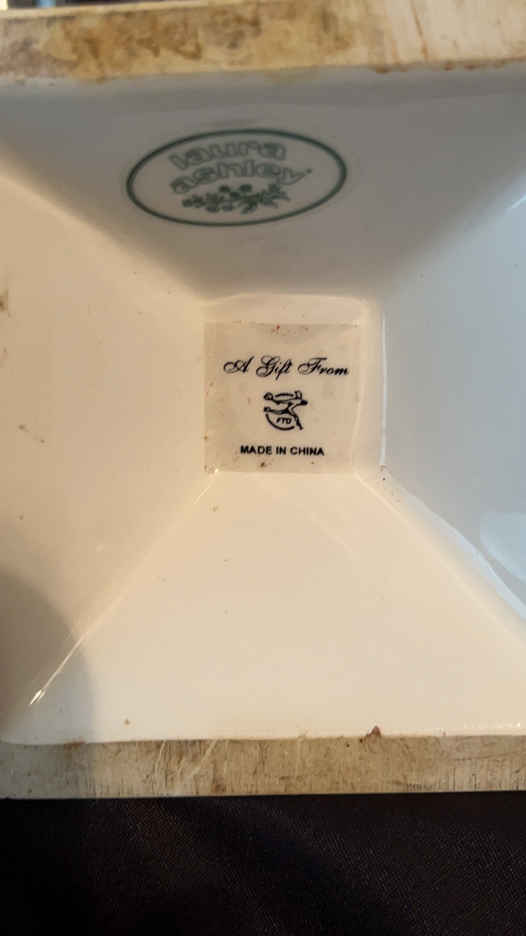 laura
ashley
A Gift From
FTD
MADE IN CHINA